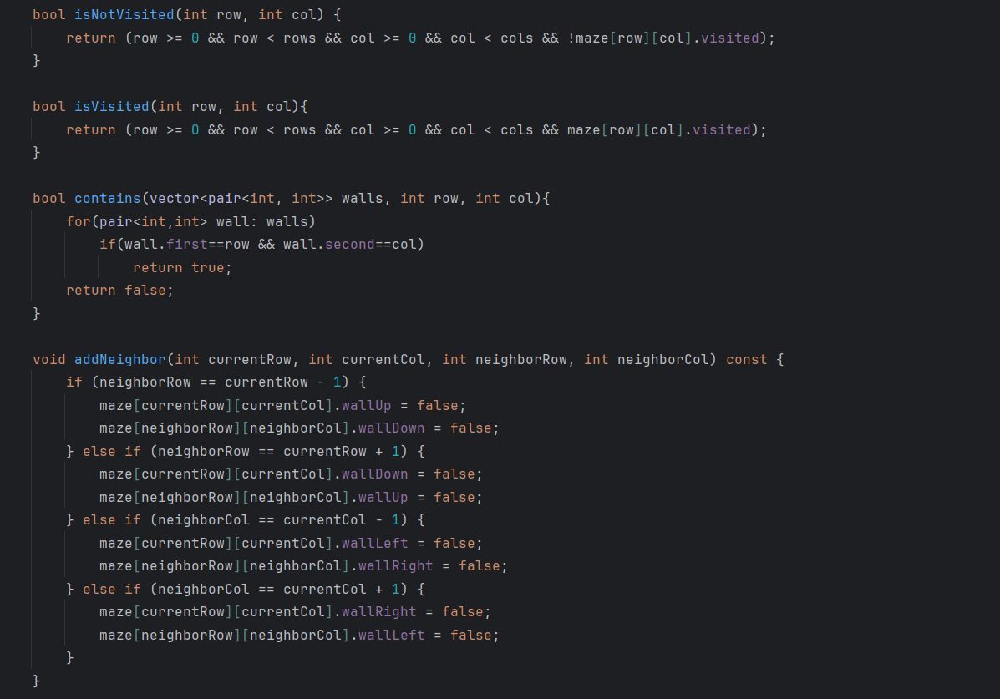 bool isNotVisited(int row, int col) {
    return (row >= 0 && row < rows && col >= 0 && col < cols && !maze[row][col].visited);
}

bool isVisited(int row, int col){
    return (row >= 0 && row < rows && col >= 0 && col < cols && maze[row][col].visited);
}

bool contains(vector<pair<int, int>> walls, int row, int col){
    for(pair<int,int> wall: walls)
        if(wall.first==row && wall.second==col)
            return true;
    return false;
}

void addNeighbor(int currentRow, int currentCol, int neighborRow, int neighborCol) const {
    if (neighborRow == currentRow - 1) {
        maze[currentRow][currentCol].wallUp = false;
        maze[neighborRow][neighborCol].wallDown = false;
    } else if (neighborRow == currentRow + 1) {
        maze[currentRow][currentCol].wallDown = false;
        maze[neighborRow][neighborCol].wallUp = false;
    } else if (neighborCol == currentCol - 1) {
        maze[currentRow][currentCol].wallLeft = false;
        maze[neighborRow][neighborCol].wallRight = false;
    } else if (neighborCol == currentCol + 1) {
        maze[currentRow][currentCol].wallRight = false;
        maze[neighborRow][neighborCol].wallLeft = false;
    }
}